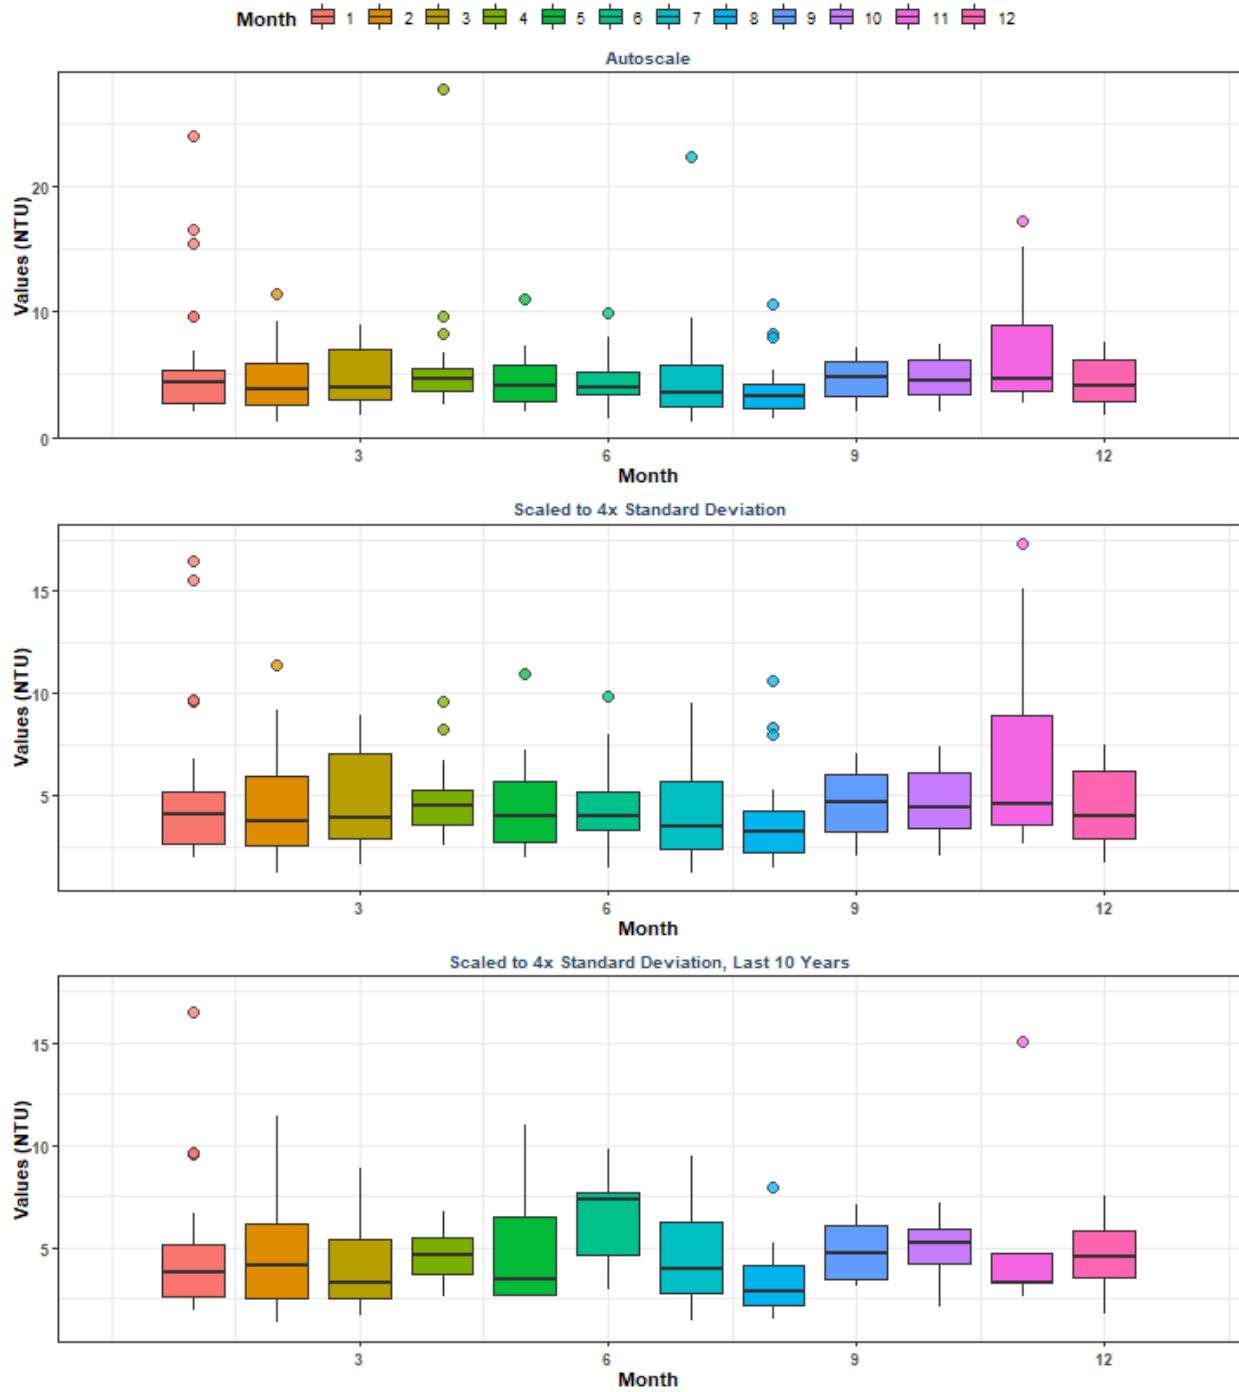 Month 1 2 3 4 5 6 7 8 9 10 11 12
Autoscale
Values (NTU)
20
10
0
3 6 9 12
Month
Scaled to 4x Standard Deviation
Values (NTU)
15
10
5
3 6 9 12
Month
Scaled to 4x Standard Deviation, Last 10 Years
Values (NTU)
15
10
5
3 6 9 12
Month